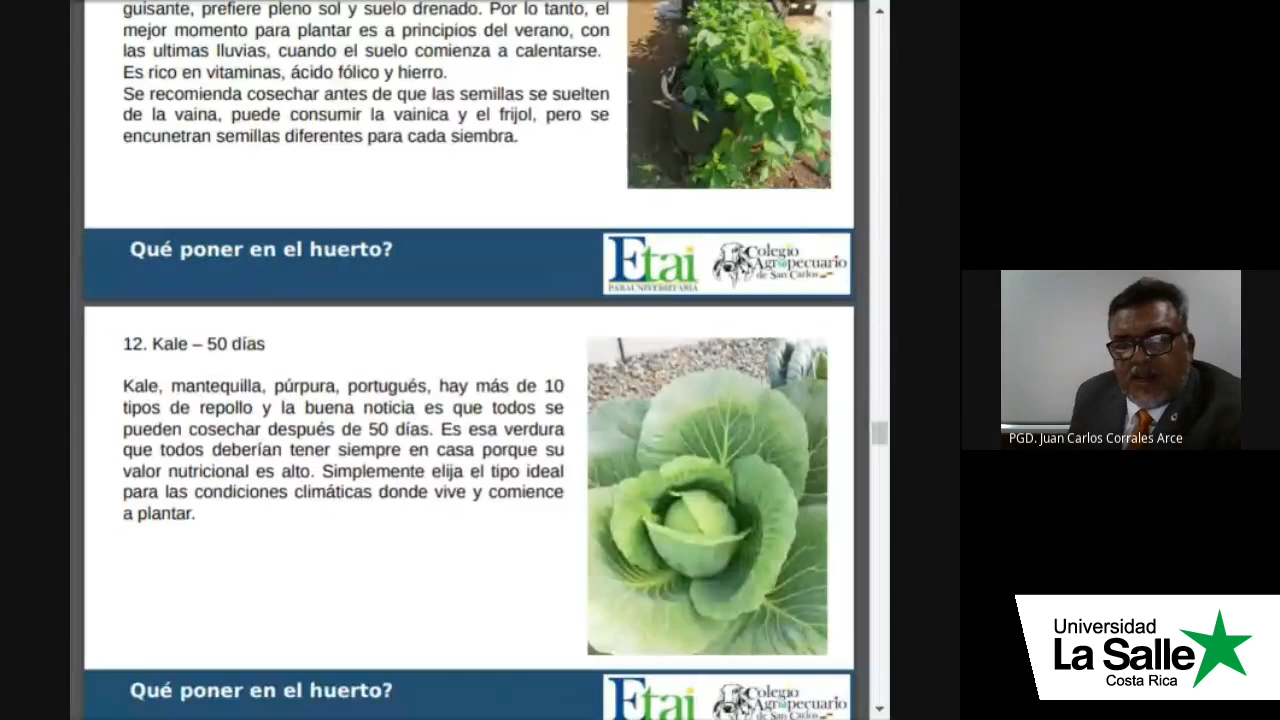 guisante, prefiere pleno sol y suelo drenado. Por lo tanto, el
mejor momento para plantar es a principios del verano, con
las ultimas lluvias, cuando el suelo comienza a calentarse.
Es rico en vitaminas, ácido fólico y hierro.
Se recomienda cosechar antes de que las semillas se suelten
de la vaina, puede consumir la vainica y el frijol, pero se
encunetran semillas diferentes para cada siembra.
Qué poner en el huerto?
Etai
PARAUNIVERSITARIA
Colegio
Agropecuario
de San Carlos
12. Kale – 50 días
Kale, mantequilla, púrpura, portugués, hay más de 10
tipos de repollo y la buena noticia es que todos se
pueden cosechar después de 50 días. Es esa verdura
que todos deberían tener siempre en casa porque su
valor nutricional es alto. Simplemente elija el tipo ideal
para las condiciones climáticas donde vive y comience
a plantar.
Qué poner en el huerto?
Etai
Colegio
Agropecuario
PGD. Juan Carlos Corrales Arce
Universidad
La Salle
Costa Rica